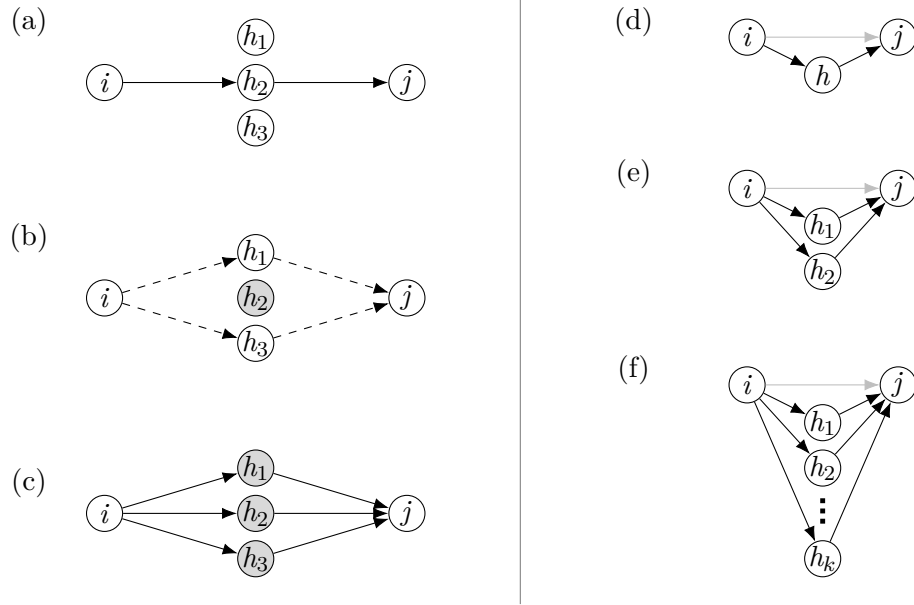 (a)
h1
i h2 j
h3
(b)
h1
i h2 j
h3
(c)
h1
i h2 j
h3
(d)
i j
h
(e)
i j
h1
h2
(f)
i j
h1
h2
hk